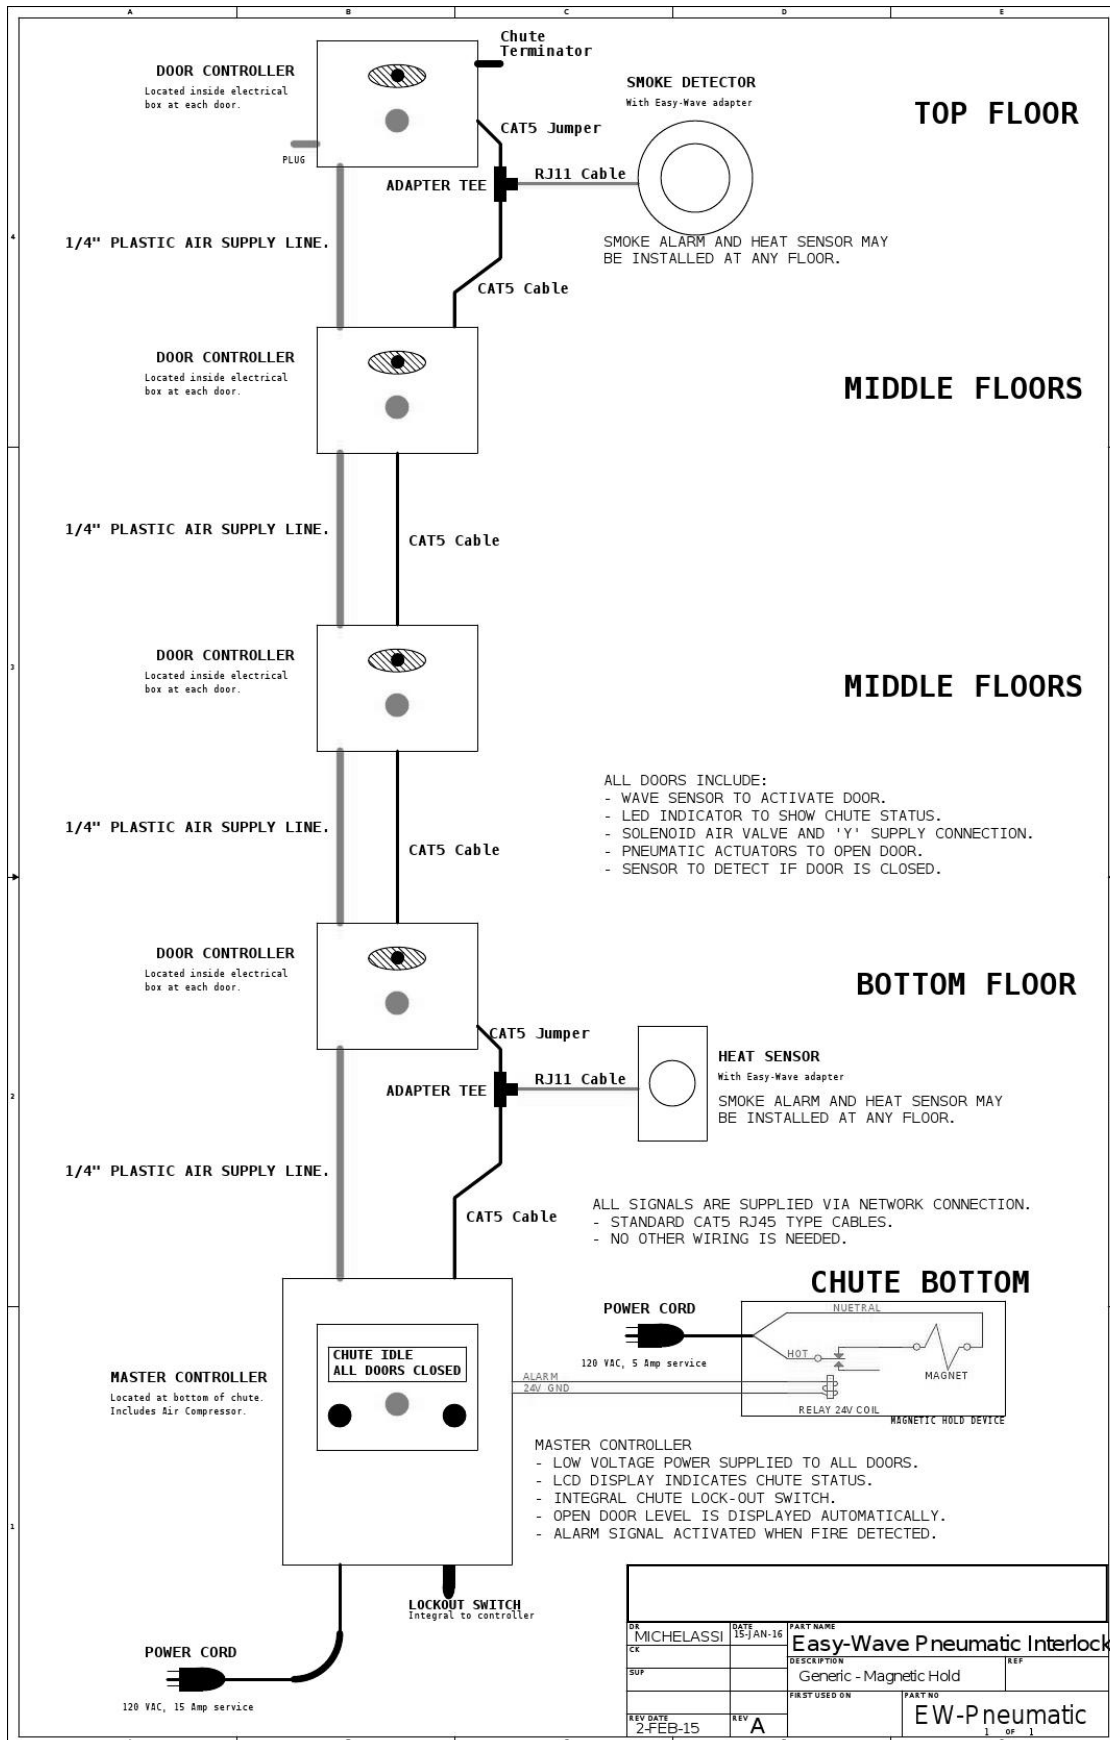 A B C D E
Chute
Terminator
DOOR CONTROLLER
Located inside electrical
box at each door.
SMOKE DETECTOR
With Easy-Wave adapter
TOP FLOOR
CAT5 Jumper
PLUG
ADAPTER TEE
RJ11 Cable
4
1/4" PLASTIC AIR SUPPLY LINE.
SMOKE ALARM AND HEAT SENSOR MAY
BE INSTALLED AT ANY FLOOR.
CAT5 Cable
DOOR CONTROLLER
Located inside electrical
box at each door.
MIDDLE FLOORS
1/4" PLASTIC AIR SUPPLY LINE.
CAT5 Cable
3
DOOR CONTROLLER
Located inside electrical
box at each door.
MIDDLE FLOORS
ALL DOORS INCLUDE:
- WAVE SENSOR TO ACTIVATE DOOR.
- LED INDICATOR TO SHOW CHUTE STATUS.
- SOLENOID AIR VALVE AND 'Y' SUPPLY CONNECTION.
- PNEUMATIC ACTUATORS TO OPEN DOOR.
- SENSOR TO DETECT IF DOOR IS CLOSED.
1/4" PLASTIC AIR SUPPLY LINE.
CAT5 Cable
DOOR CONTROLLER
Located inside electrical
box at each door.
BOTTOM FLOOR
CAT5 Jumper
HEAT SENSOR
With Easy-Wave adapter
SMOKE ALARM AND HEAT SENSOR MAY
BE INSTALLED AT ANY FLOOR.
ADAPTER TEE
RJ11 Cable
2
1/4" PLASTIC AIR SUPPLY LINE.
CAT5 Cable
ALL SIGNALS ARE SUPPLIED VIA NETWORK CONNECTION.
- STANDARD CAT5 RJ45 TYPE CABLES.
- NO OTHER WIRING IS NEEDED.
CHUTE BOTTOM
POWER CORD
120 VAC, 5 Amp service
NUETRAL
HOT
MAGNET
RELAY 24V COIL
MAGNETIC HOLD DEVICE
ALARM
24V GND
CHUTE IDLE
ALL DOORS CLOSED
MASTER CONTROLLER
Located at bottom of chute.
Includes Air Compressor.
MASTER CONTROLLER
- LOW VOLTAGE POWER SUPPLIED TO ALL DOORS.
- LCD DISPLAY INDICATES CHUTE STATUS.
- INTEGRAL CHUTE LOCK-OUT SWITCH.
- OPEN DOOR LEVEL IS DISPLAYED AUTOMATICALLY.
- ALARM SIGNAL ACTIVATED WHEN FIRE DETECTED.
1
LOCKOUT SWITCH
Integral to controller
POWER CORD
120 VAC, 15 Amp service
DR MICHELASSI
DATE 15-JAN-16
PART NAME
Easy-Wave Pneumatic Interlock
CK
SUP
DESCRIPTION
Generic - Magnetic Hold
REF
FIRST USED ON
PART NO
EW-Pneumatic
REV DATE
2-FEB-15
REV A
1 OF 1